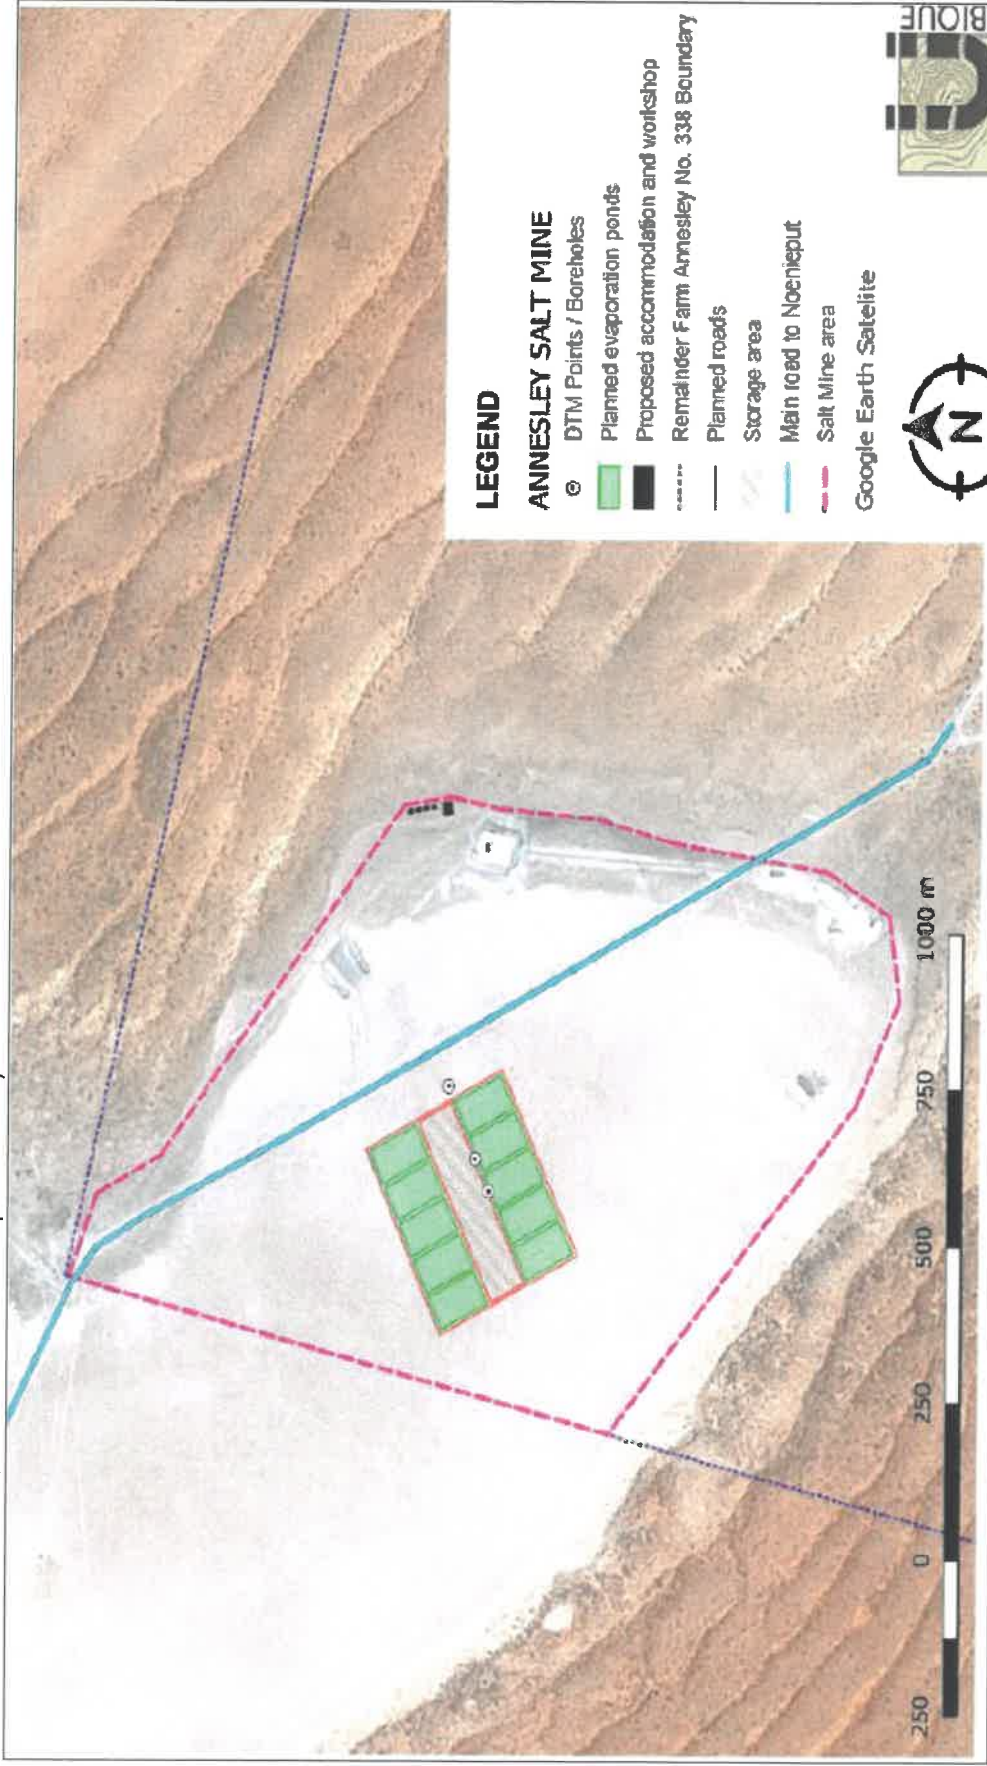 LEGEND
ANNESLEY SALT MINE
DTM Points / Boreholes
Planned evaporation ponds
Proposed accommodation and workshop
Remainder Farm Annesley No. 338 Boundary
Planned roads
Storage area
Main road to Noenieput
Salt Mine area
Google Earth Satelite
N
250 0 250 500 750 1000 m
BIQUE